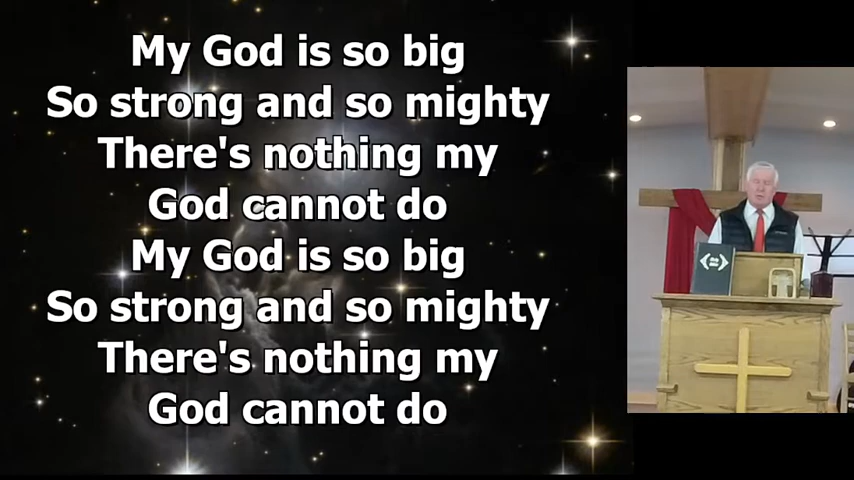 My God is so big
So strong and so mighty
There's nothing my
God cannot do
My God is so big
So strong and so mighty
There's nothing my
God cannot do